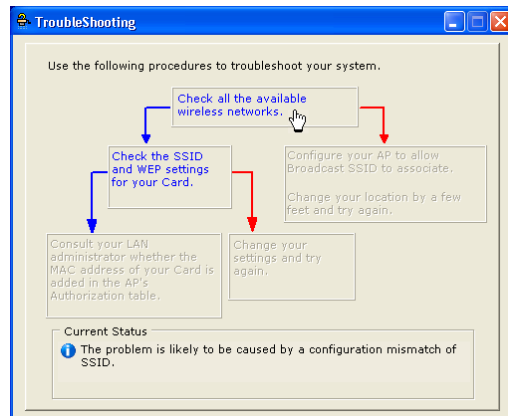 TroubleShooting
Use the following procedures to troubleshoot your system.
Check all the available
wireless networks.
Check the SSID
and WEP settings
for your Card.
Configure your AP to allow
Broadcast SSID to associate.
Change your location by a few
feet and try again.
Consult your LAN
administrator whether the
MAC address of your Card is
added in the AP's
Authorization table.
Change your
settings and try
again.
Current Status
The problem is likely to be caused by a configuration mismatch of
SSID.